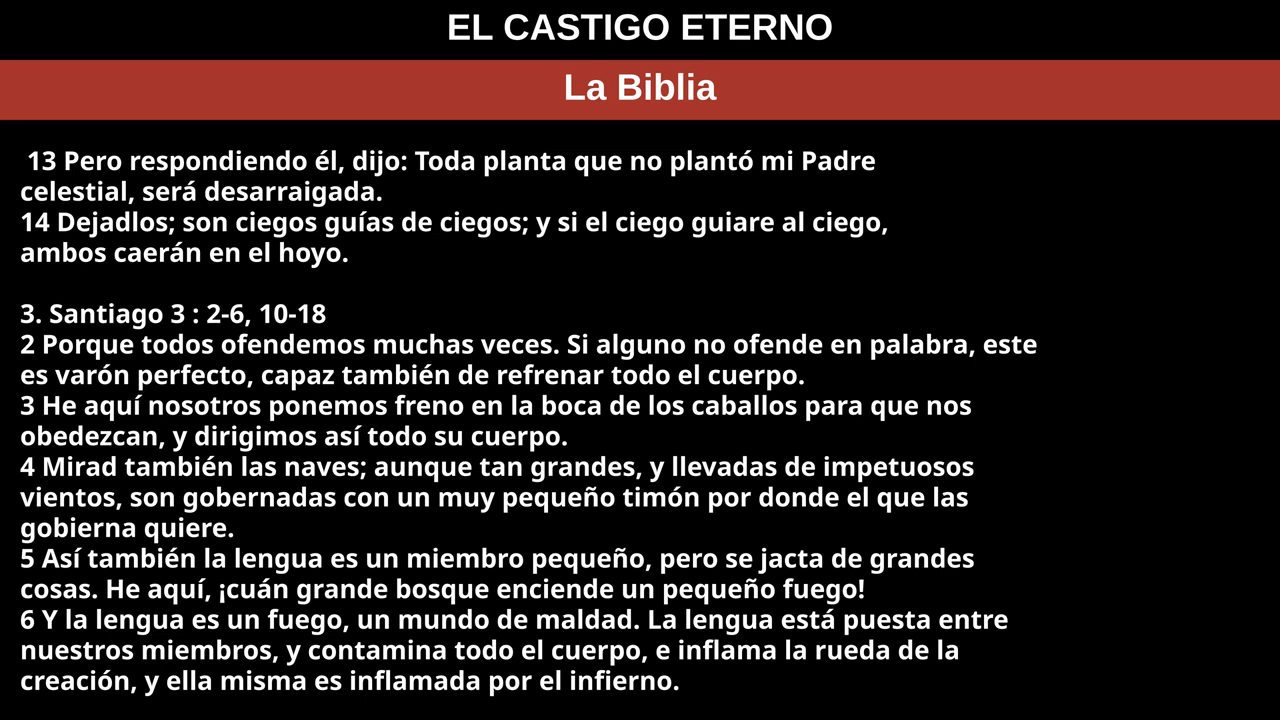 EL CASTIGO ETERNO
La Biblia
13 Pero respondiendo él, dijo: Toda planta que no plantó mi Padre
celestial, será desarraigada.
14 Dejadlos; son ciegos guías de ciegos; y si el ciego guiare al ciego,
ambos caerán en el hoyo.
3. Santiago 3 : 2-6, 10-18
2 Porque todos ofendemos muchas veces. Si alguno no ofende en palabra, este
es varón perfecto, capaz también de refrenar todo el cuerpo.
3 He aquí nosotros ponemos freno en la boca de los caballos para que nos
obedezcan, y dirigimos así todo su cuerpo.
4 Mirad también las naves; aunque tan grandes, y llevadas de impetuosos
vientos, son gobernadas con un muy pequeño timón por donde el que las
gobierna quiere.
5 Así también la lengua es un miembro pequeño, pero se jacta de grandes
cosas. He aquí, ¡cuán grande bosque enciende un pequeño fuego!
6 Y la lengua es un fuego, un mundo de maldad. La lengua está puesta entre
nuestros miembros, y contamina todo el cuerpo, e inflama la rueda de la
creación, y ella misma es inflamada por el infierno.